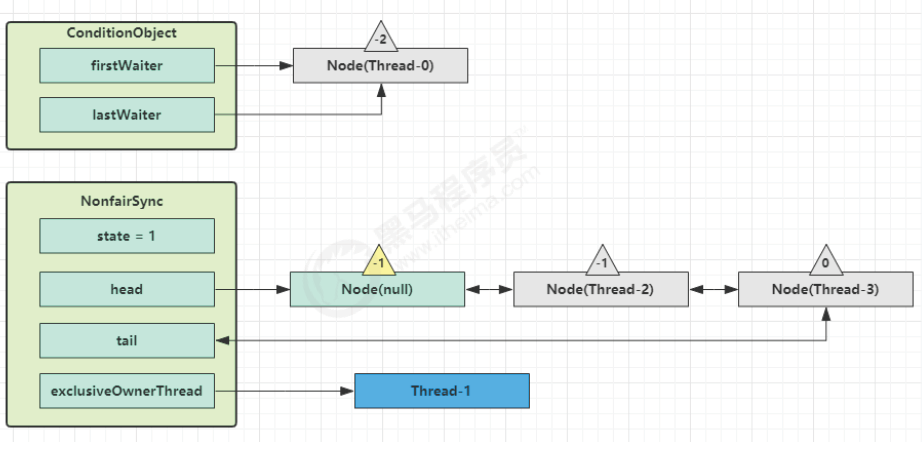 ConditionObject
-2
firstWaiter
Node(Thread-0)
lastWaiter
NonfairSync
state = 1
-1
-1
0
head
Node(null)
Node(Thread-2)
Node(Thread-3)
tail
exclusiveOwnerThread
Thread-1
黑马程序员
www.itheima.com